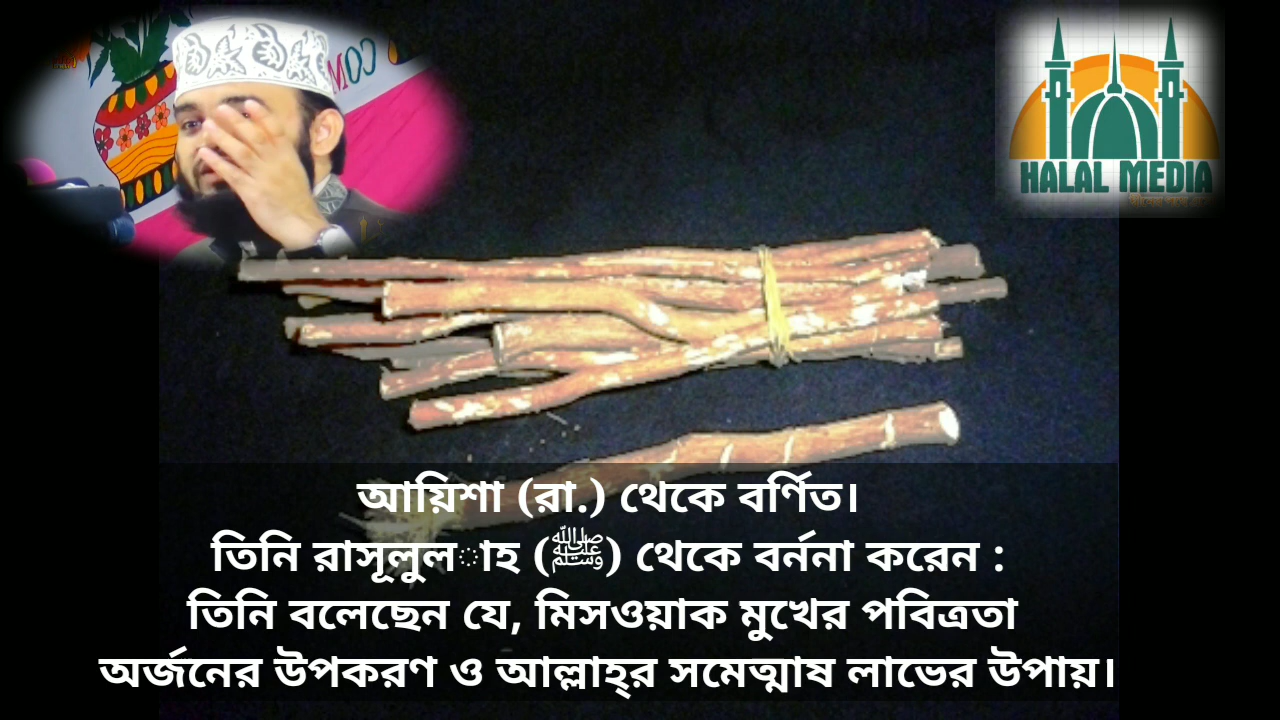 COM
HALAL MEDIA
আয়িশা (রা.) থেকে বর্ণিত।
তিনি রাসূলুল◌াহ (ﷺ) থেকে বর্ননা করেন :
তিনি বলেছেন যে, মিসওয়াক মুখের পবিত্রতা
অর্জনের উপকরণ ও আল্লাহ্‌র সমেত্মাষ লাভের উপায়।